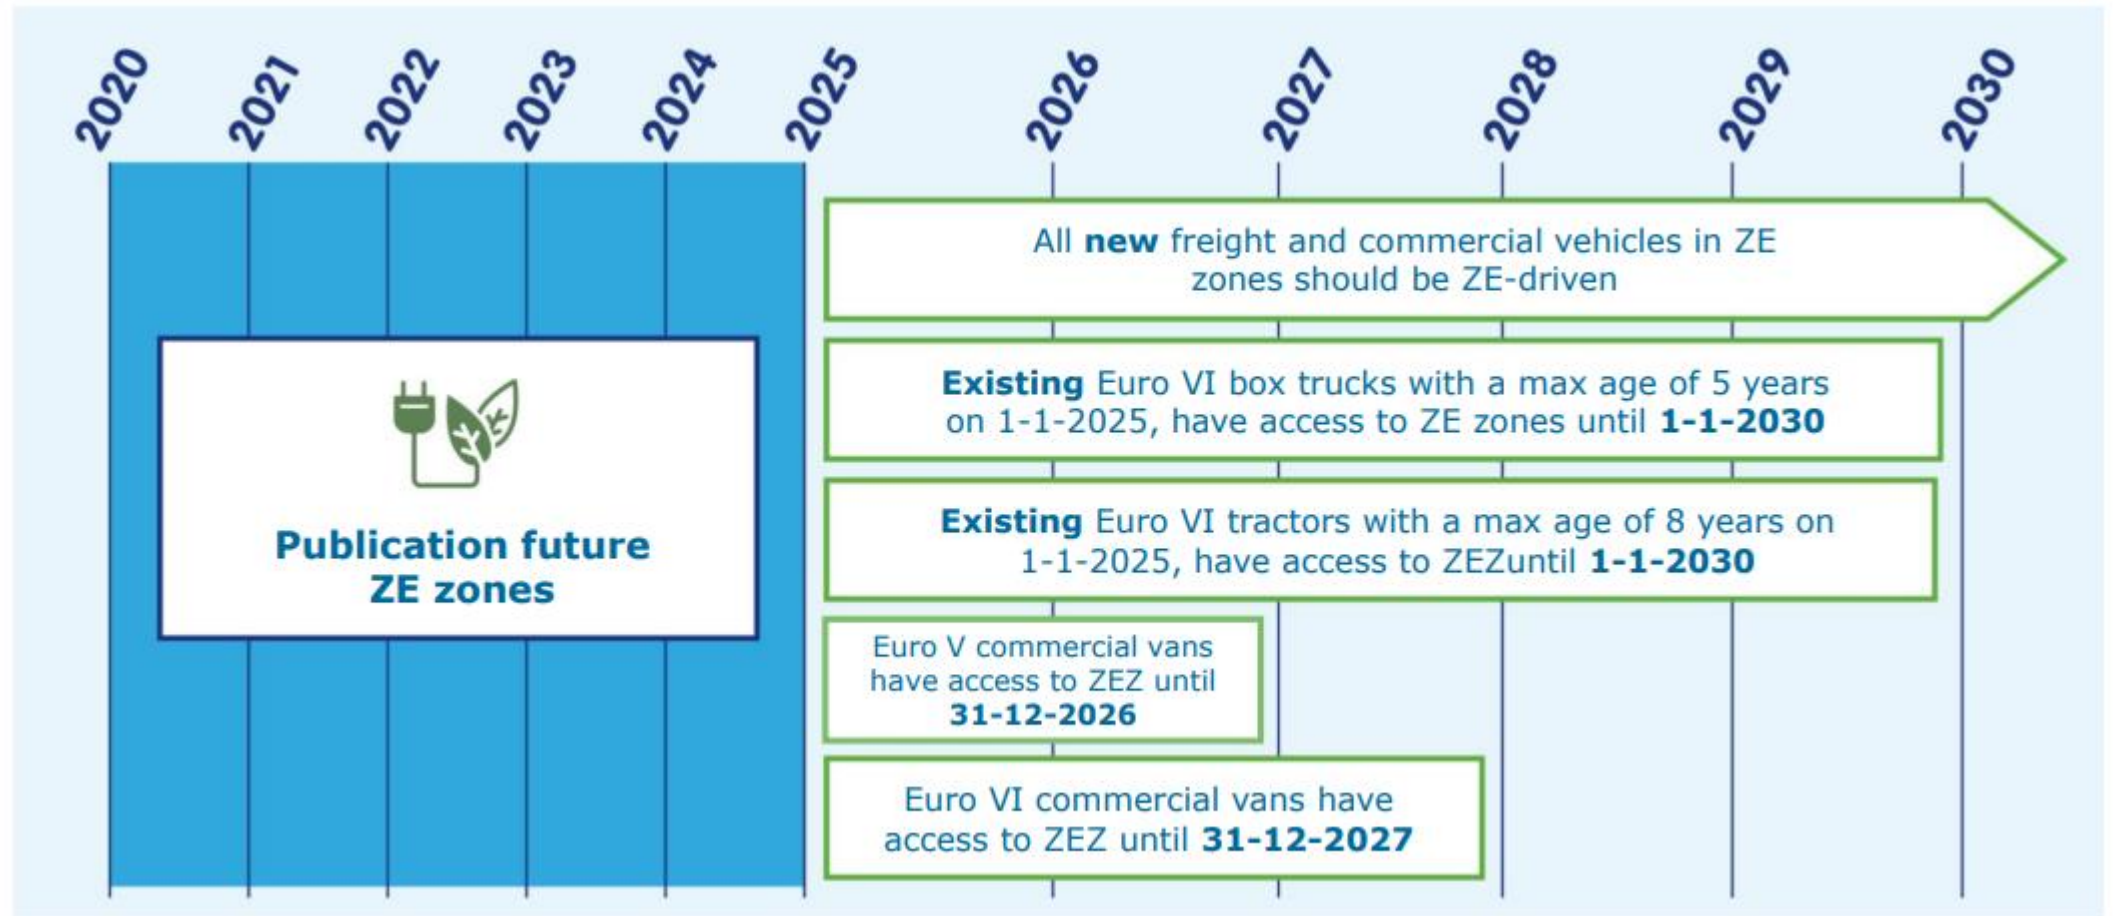 2020
2021
2022
2023
2024
2025
2026
2027
2028
2029
2030
Publication future
ZE zones
All new freight and commercial vehicles in ZE
zones should be ZE-driven
Existing Euro VI box trucks with a max age of 5 years
on 1-1-2025, have access to ZE zones until 1-1-2030
Existing Euro VI tractors with a max age of 8 years on
1-1-2025, have access to ZEZuntil 1-1-2030
Euro V commercial vans
have access to ZEZ until
31-12-2026
Euro VI commercial vans have
access to ZEZ until 31-12-2027